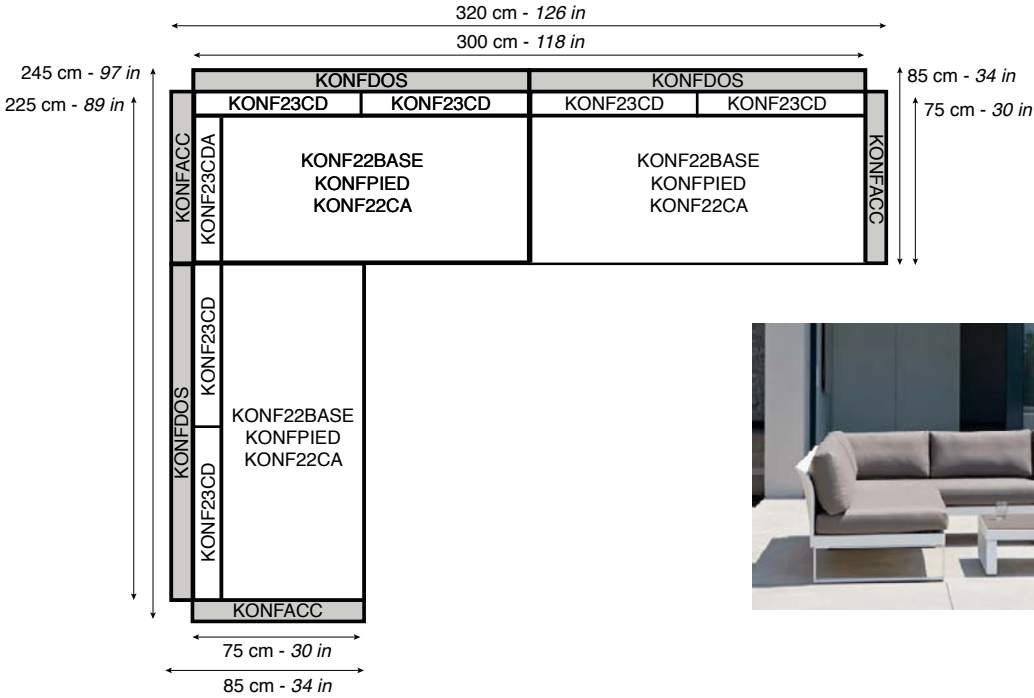 320 cm - 126 in
300 cm - 118 in
245 cm - 97 in
225 cm - 89 in
85 cm - 34 in
75 cm - 30 in
KONFDOS
KONFDOS
KONF23CD
KONF23CD
KONF23CD
KONF23CD
KONFACC
KONF23CDA
KONF22BASE
KONFPIED
KONF22CA
KONF22BASE
KONFPIED
KONF22CA
KONFACC
KONFDOS
KONF23CD
KONF23CD
KONF22BASE
KONFPIED
KONF22CA
KONFACC
75 cm - 30 in
85 cm - 34 in